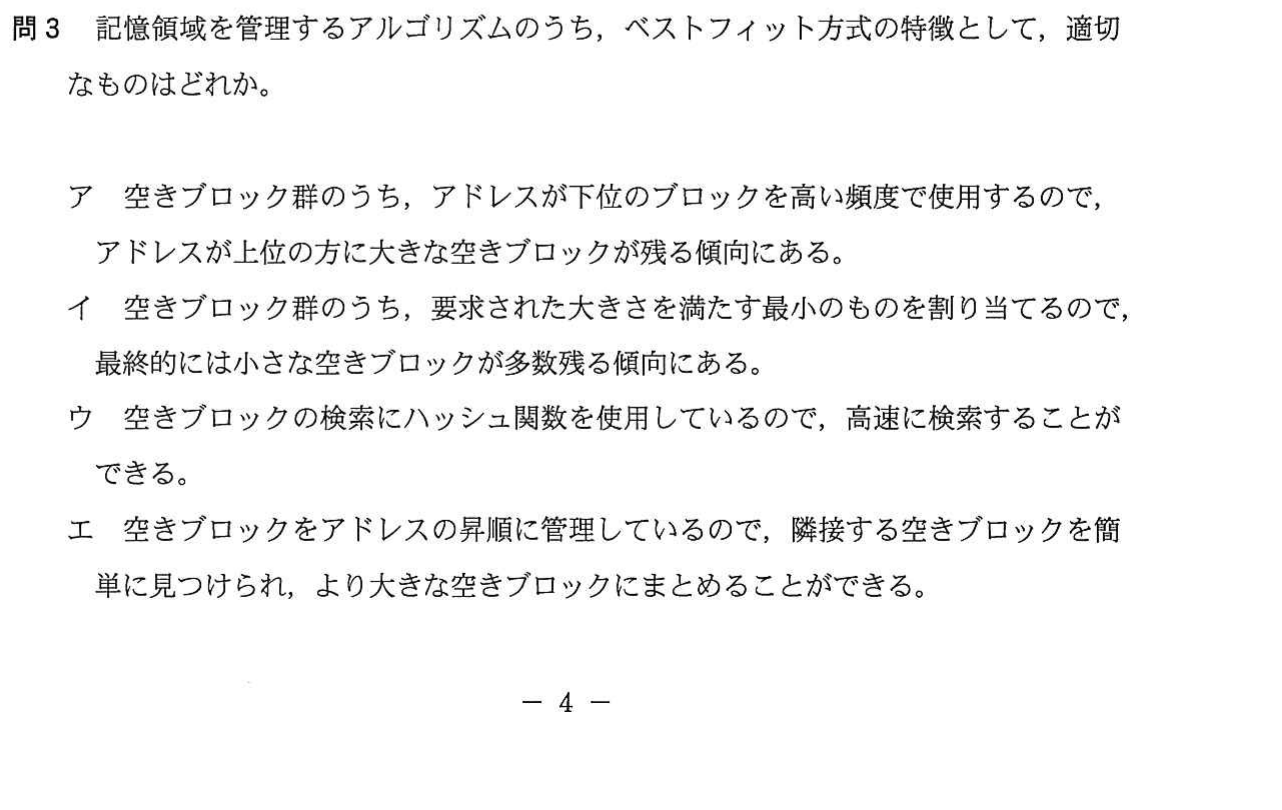 問3　記憶領域を管理するアルゴリズムのうち，ベストフィット方式の特徴として，適切
なものはどれか。
ア　空きブロック群のうち，アドレスが下位のブロックを高い頻度で使用するので，
アドレスが上位の方に大きな空きブロックが残る傾向にある。
イ　空きブロック群のうち，要求された大きさを満たす最小のものを割り当てるので，
最終的には小さな空きブロックが多数残る傾向にある。
ウ　空きブロックの検索にハッシュ関数を使用しているので，高速に検索することが
できる。
エ　空きブロックをアドレスの昇順に管理しているので，隣接する空きブロックを簡
単に見つけられ，より大きな空きブロックにまとめることができる。
－ 4 －